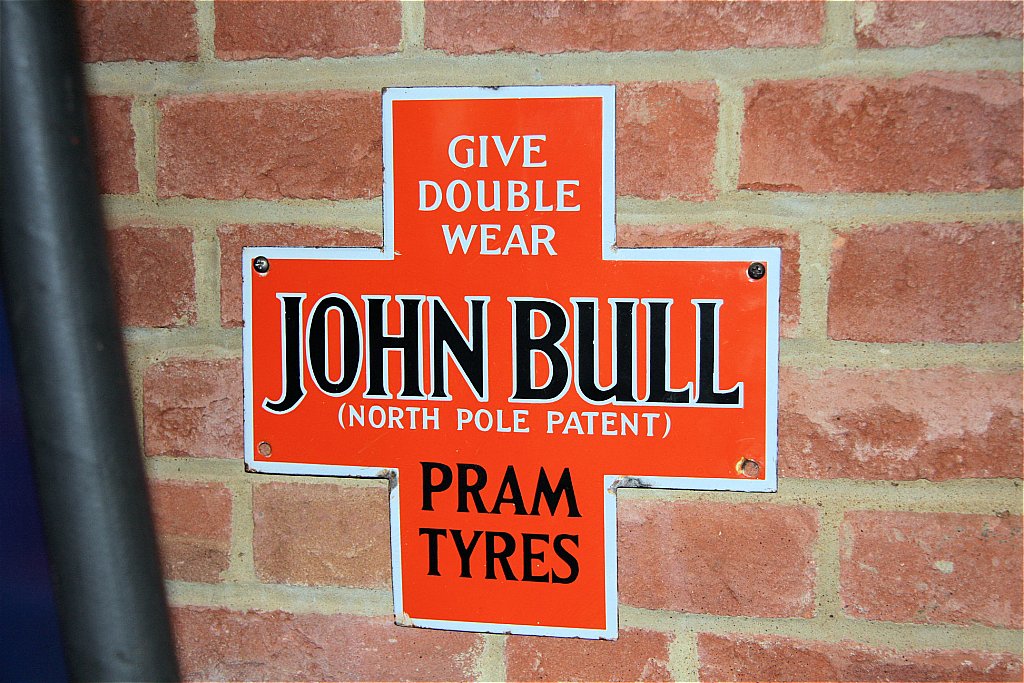 GIVE
DOUBLE
WEAR
JOHN BULL
(NORTH POLE PATENT)
PRAM
TYRES